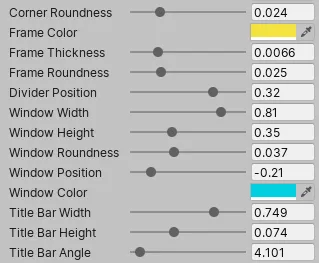 Corner Roundness 0.024
Frame Color
Frame Thickness 0.0066
Frame Roundness 0.025
Divider Position 0.32
Window Width 0.81
Window Height 0.35
Window Roundness 0.037
Window Position -0.21
Window Color
Title Bar Width 0.749
Title Bar Height 0.074
Title Bar Angle 4.101